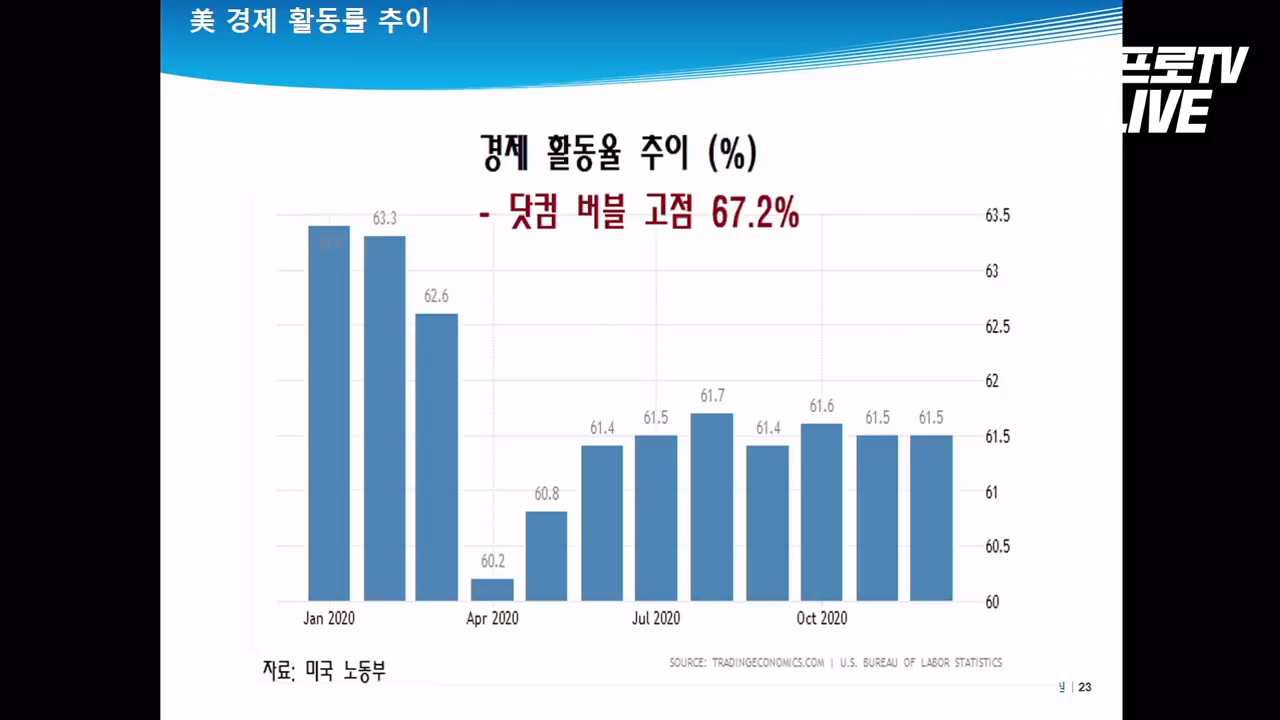 美 경제 활동률 추이
프로TV
LIVE
경제 활동율 추이 (%)
- 닷컴 버블 고점 67.2%
63.3
62.6
60.2
60.8
61.4
61.5
61.7
61.4
61.6
61.5
61.5
63.5
63
62.5
62
61.5
61
60.5
60
Jan 2020
Apr 2020
Jul 2020
Oct 2020
자료: 미국 노동부
SOURCE: TRADINGECONOMICS.COM | U.S. BUREAU OF LABOR STATISTICS
| 23